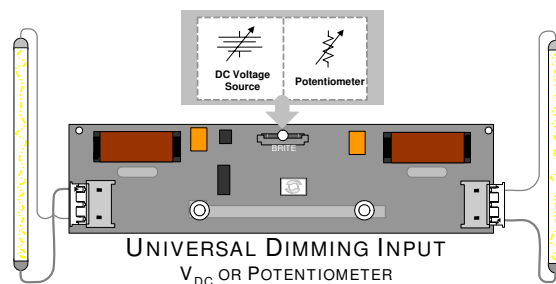 DC Voltage Source
Potentiometer
BRITE
UNIVERSAL DIMMING INPUT
VDC OR POTENTIOMETER